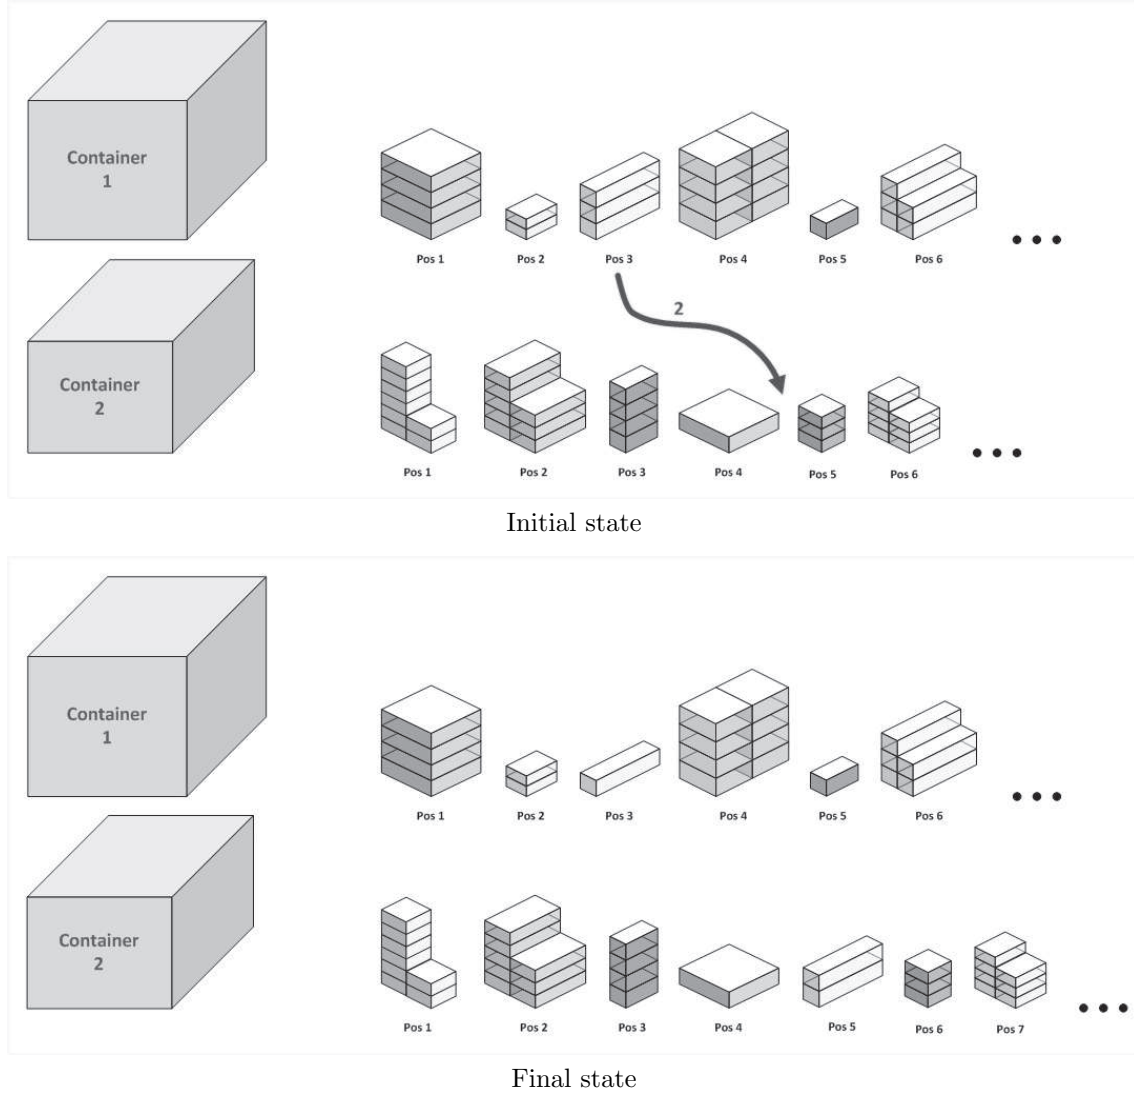 Container
1
Pos 1
Pos 2
Pos 3
Pos 4
Pos 5
Pos 6
2
Container
2
Pos 1
Pos 2
Pos 3
Pos 4
Pos 5
Pos 6
Initial state
Container
1
Pos 1
Pos 2
Pos 3
Pos 4
Pos 5
Pos 6
Container
2
Pos 1
Pos 2
Pos 3
Pos 4
Pos 5
Pos 6
Pos 7
Final state